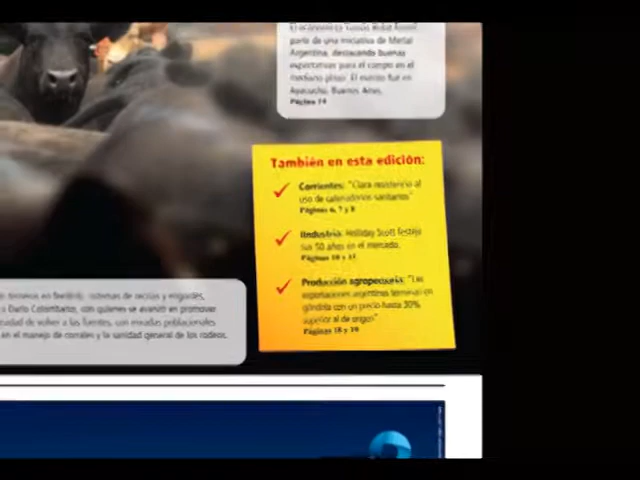 parte de una iniciativa de Merial
Argentina, destacando buenas
expectativas para el campo en el
mediano plazo. El evento fue en
Ayacucho, Buenos Aires.
Página 14
También en esta edición:
Corrientes: "Clara resistencia al
uso de calendarios sanitarios"
Páginas 6, 7 y 8
Industria: Holliday Scott festeja
sus 50 años en el mercado.
Páginas 10 y 11
Producción agropecuaria: "Las
exportaciones argentinas terminan en
góndola con un precio hasta 30%
superior al de origen"
Páginas 18 y 19
sistemas de recrías y engordes,
Darío Colombatto, con quienes se avanzó en promover
de volver a las fuentes, con miradas poblacionales
en el manejo de corrales y la sanidad general de los rodeos.